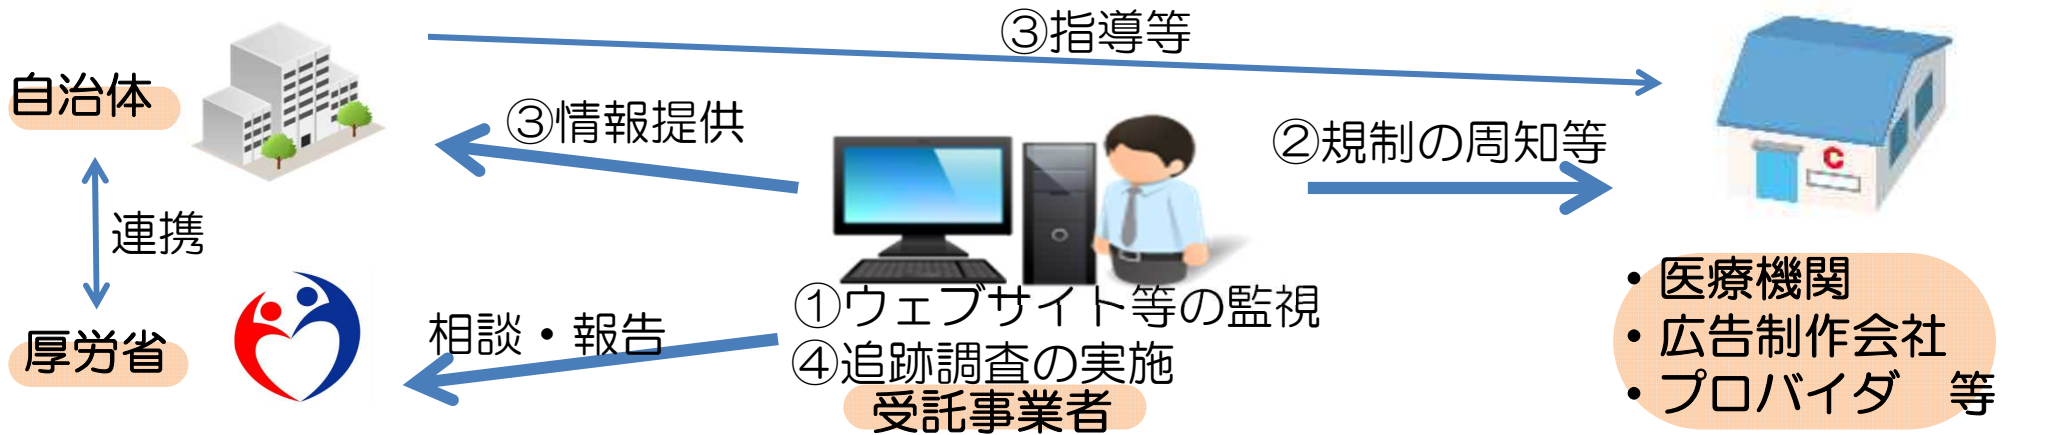 ③指導等
自治体
③情報提供
②規制の周知等
連携
①ウェブサイト等の監視
④追跡調査の実施
受託事業者
相談・報告
厚労省
C
・医療機関
・広告制作会社
・プロバイダ　等